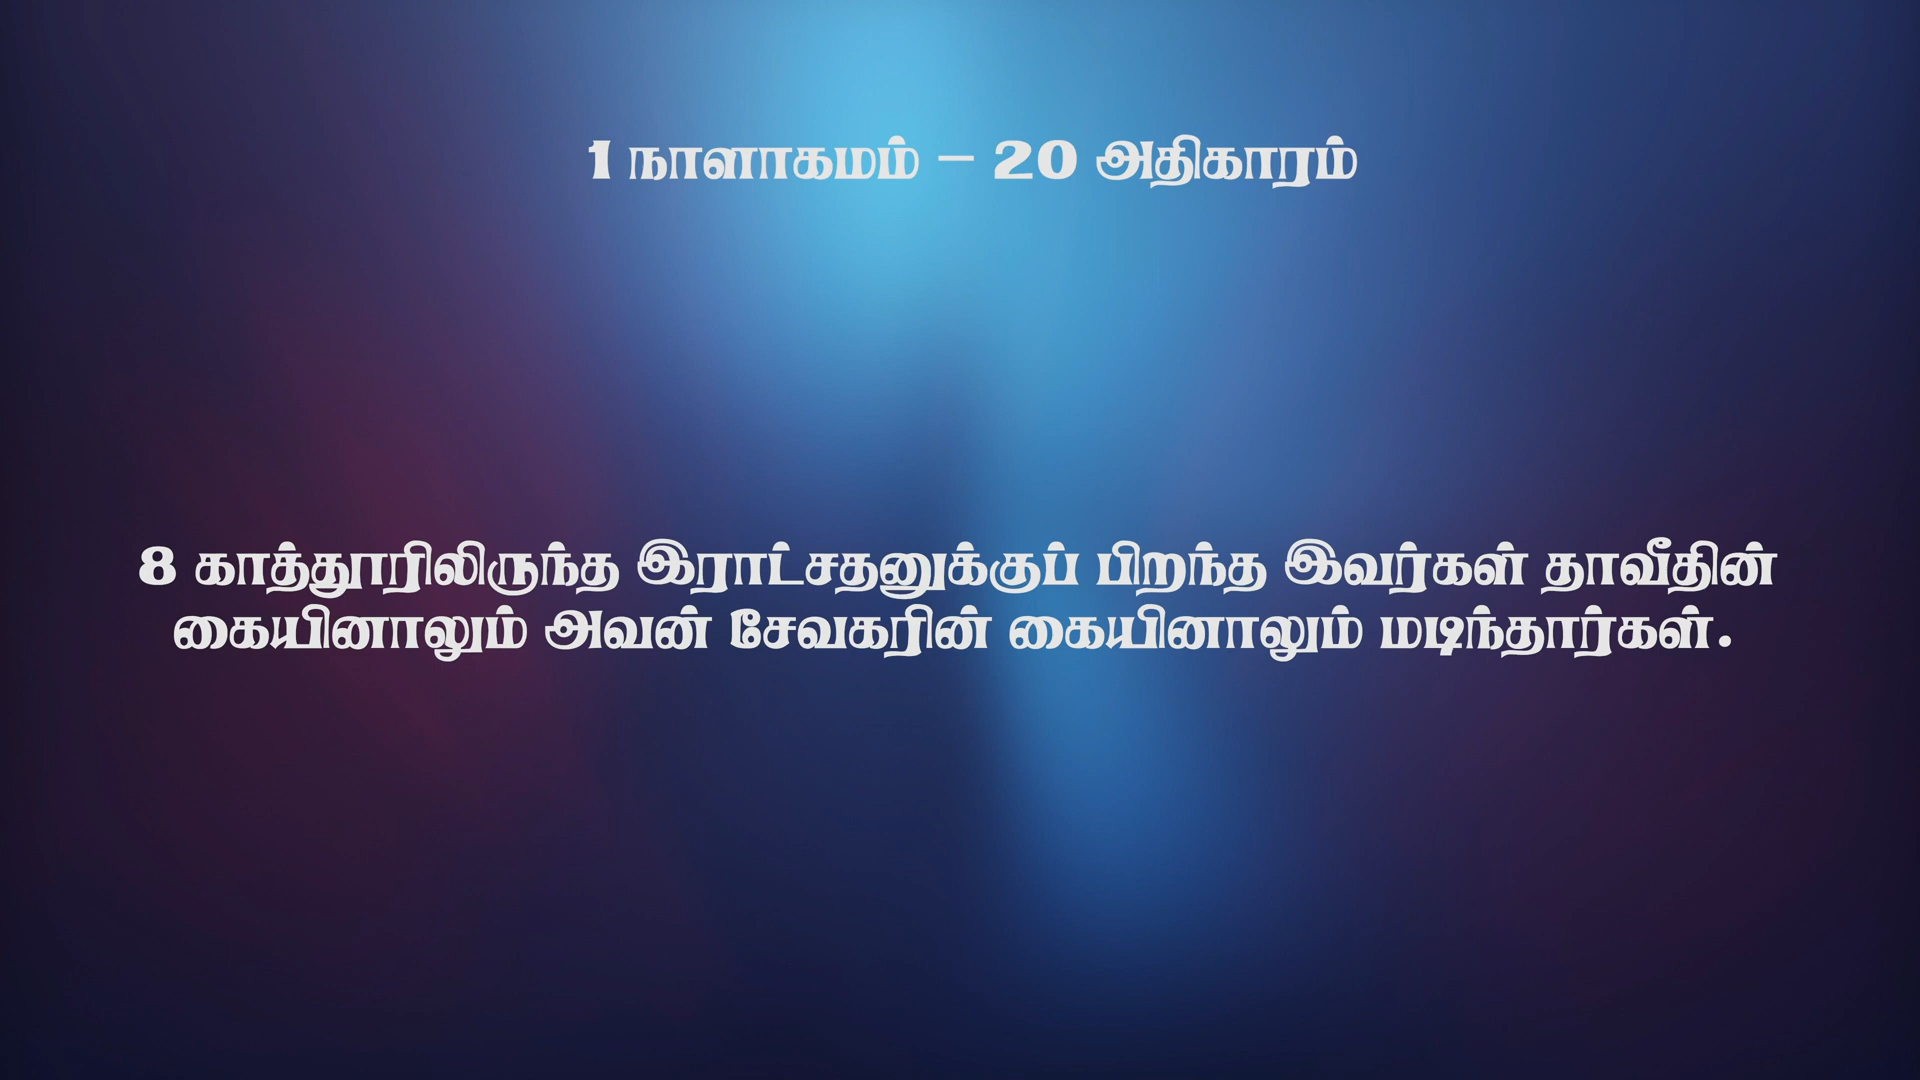 1 நாளாகமம் – 20 அதிகாரம்
8 காத்தூரிலிருந்த இராட்சதனுக்குப் பிறந்த இவர்கள் தாவீதின்
கையினாலும் அவன் சேவகரின் கையினாலும் மடிந்தார்கள்.